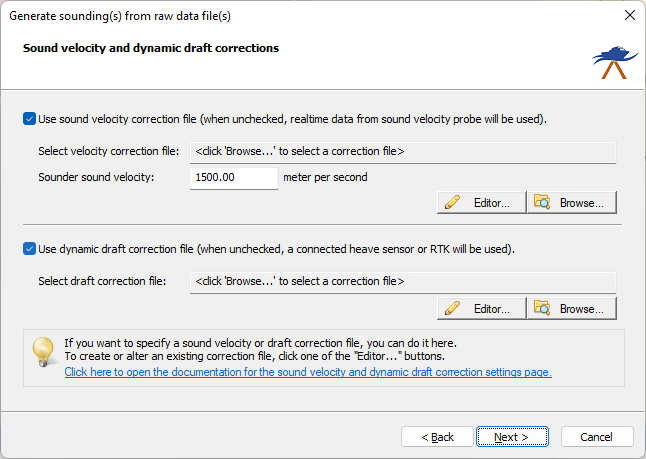 Generate sounding(s) from raw data file(s)
Sound velocity and dynamic draft corrections
Use sound velocity correction file (when unchecked, realtime data from sound velocity probe will be used).
Select velocity correction file: <click 'Browse...' to select a correction file>
Sounder sound velocity: 1500.00 meter per second
Editor... Browse...
Use dynamic draft correction file (when unchecked, a connected heave sensor or RTK will be used).
Select draft correction file: <click 'Browse...' to select a correction file>
Editor... Browse...
If you want to specify a sound velocity or draft correction file, you can do it here.
To create or alter an existing correction file, click one of the "Editor..." buttons.
Click here to open the documentation for the sound velocity and dynamic draft correction settings page.
< Back Next > Cancel